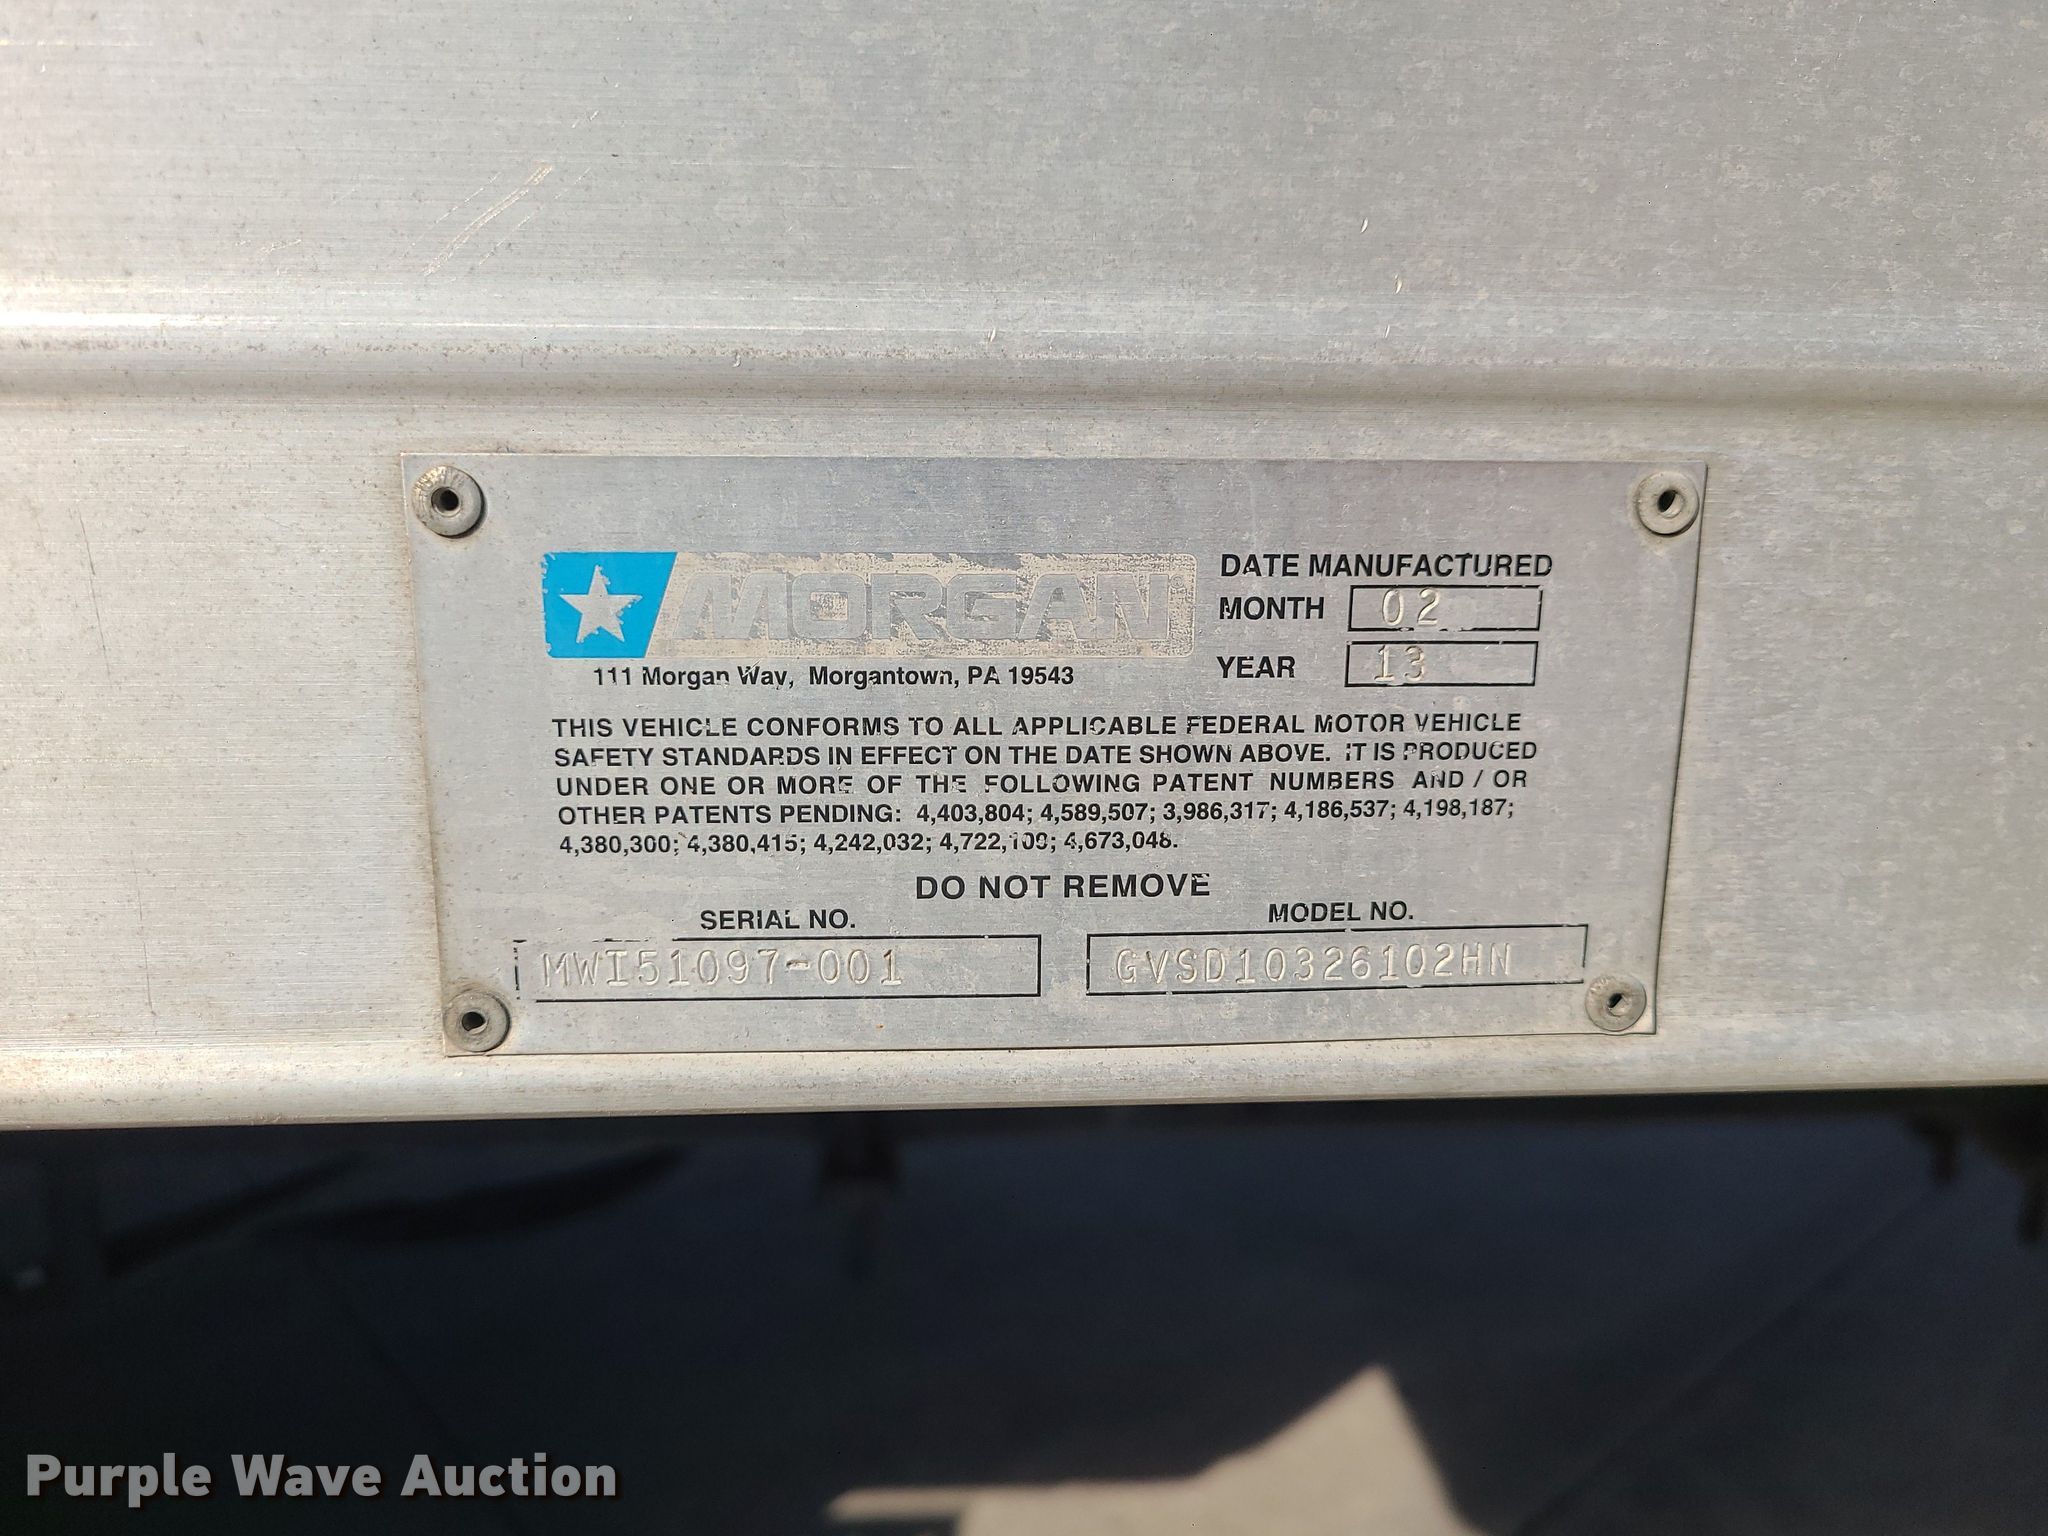 MORGAN
111 Morgan Way, Morgantown, PA 19543
DATE MANUFACTURED
MONTH 02
YEAR 13
THIS VEHICLE CONFORMS TO ALL APPLICABLE FEDERAL MOTOR VEHICLE
SAFETY STANDARDS IN EFFECT ON THE DATE SHOWN ABOVE. IT IS PRODUCED
UNDER ONE OR MORE OF THE FOLLOWING PATENT NUMBERS AND / OR
OTHER PATENTS PENDING: 4,403,804; 4,589,507; 3,986,317; 4,186,537; 4,198,187;
4,380,300; 4,380,415; 4,242,032; 4,722,109; 4,673,048.
DO NOT REMOVE
SERIAL NO. MODEL NO.
MWI51097-001 GVSD10326102HN
Purple Wave Auction